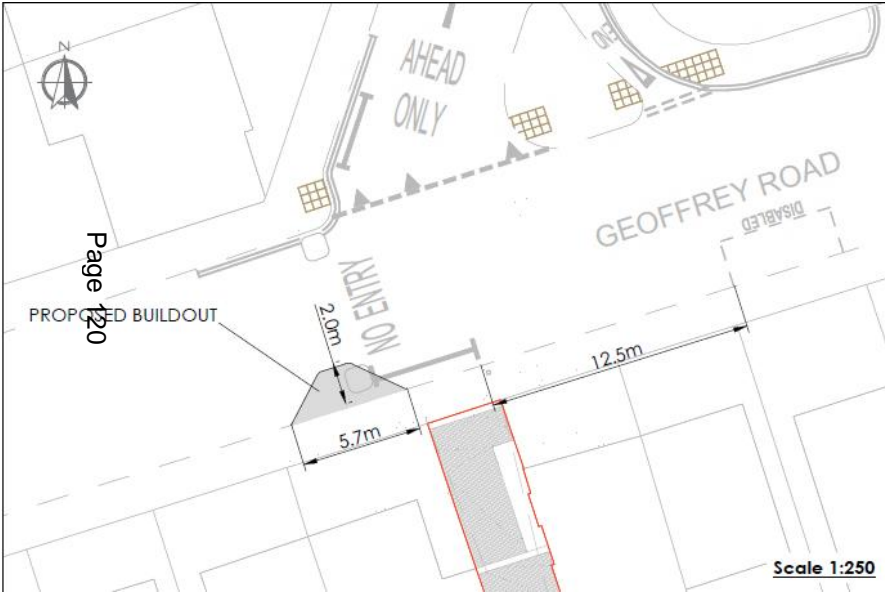 N
AHEAD
ONLY
GEOFFREY ROAD
DISABLED
Page 120
PROPOSED BUILDOUT
NO ENTRY
2.0m
12.5m
5.7m
Scale 1:250